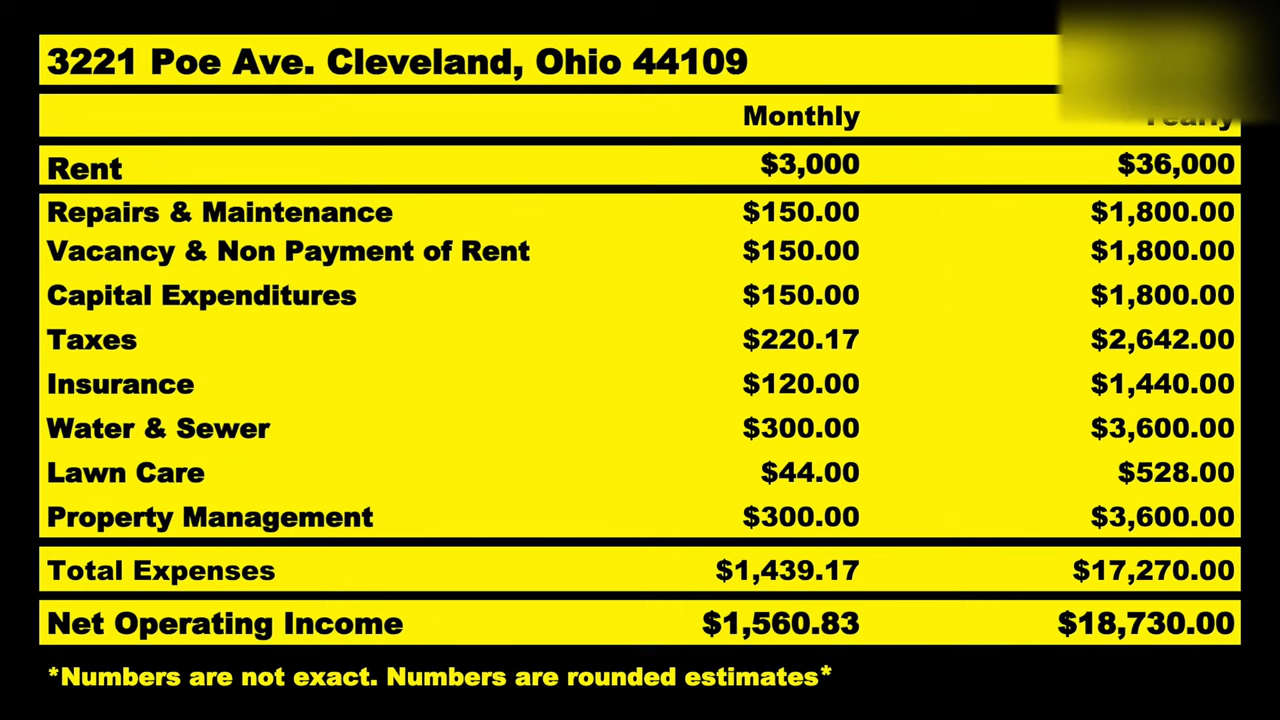 3221 Poe Ave. Cleveland, Ohio 44109
Monthly Yearly
Rent $3,000 $36,000
Repairs & Maintenance $150.00 $1,800.00
Vacancy & Non Payment of Rent $150.00 $1,800.00
Capital Expenditures $150.00 $1,800.00
Taxes $220.17 $2,642.00
Insurance $120.00 $1,440.00
Water & Sewer $300.00 $3,600.00
Lawn Care $44.00 $528.00
Property Management $300.00 $3,600.00
Total Expenses $1,439.17 $17,270.00
Net Operating Income $1,560.83 $18,730.00
*Numbers are not exact. Numbers are rounded estimates*